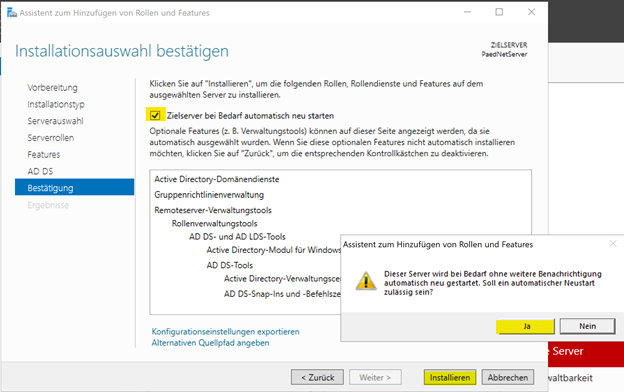 Assistent zum Hinzufügen von Rollen und Features
Installationsauswahl bestätigen
ZIELSERVER
PaedNetServer
Vorbereitung
Installationstyp
Serverauswahl
Serverrollen
Features
AD DS
Bestätigung
Ergebnisse
Klicken Sie auf "Installieren", um die folgenden Rollen, Rollendienste und Features auf dem
ausgewählten Server zu installieren.
Zielserver bei Bedarf automatisch neu starten
Optionale Features (z. B. Verwaltungstools) können auf dieser Seite angezeigt werden, da sie
automatisch ausgewählt wurden. Wenn Sie diese optionalen Features nicht automatisch installieren
möchten, klicken Sie auf "Zurück", um die entsprechenden Kontrollkästchen zu deaktivieren.
Active Directory-Domänendienste
Gruppenrichtlinienverwaltung
Remoteserver-Verwaltungstools
Rollenverwaltungstools
AD DS- und AD LDS-Tools
Active Directory-Modul für Windows
AD DS-Tools
Active Directory-Verwaltungsce
AD DS-Snap-Ins und -Befehlsze
Konfigurationseinstellungen exportieren
Alternativen Quellpfad angeben
< Zurück
Weiter >
Installieren
Abbrechen
Assistent zum Hinzufügen von Rollen und Features
Dieser Server wird bei Bedarf ohne weitere Benachrichtigung
automatisch neu gestartet. Soll ein automatischer Neustart
zulässig sein?
Ja
Nein
e Server
waltbarkeit